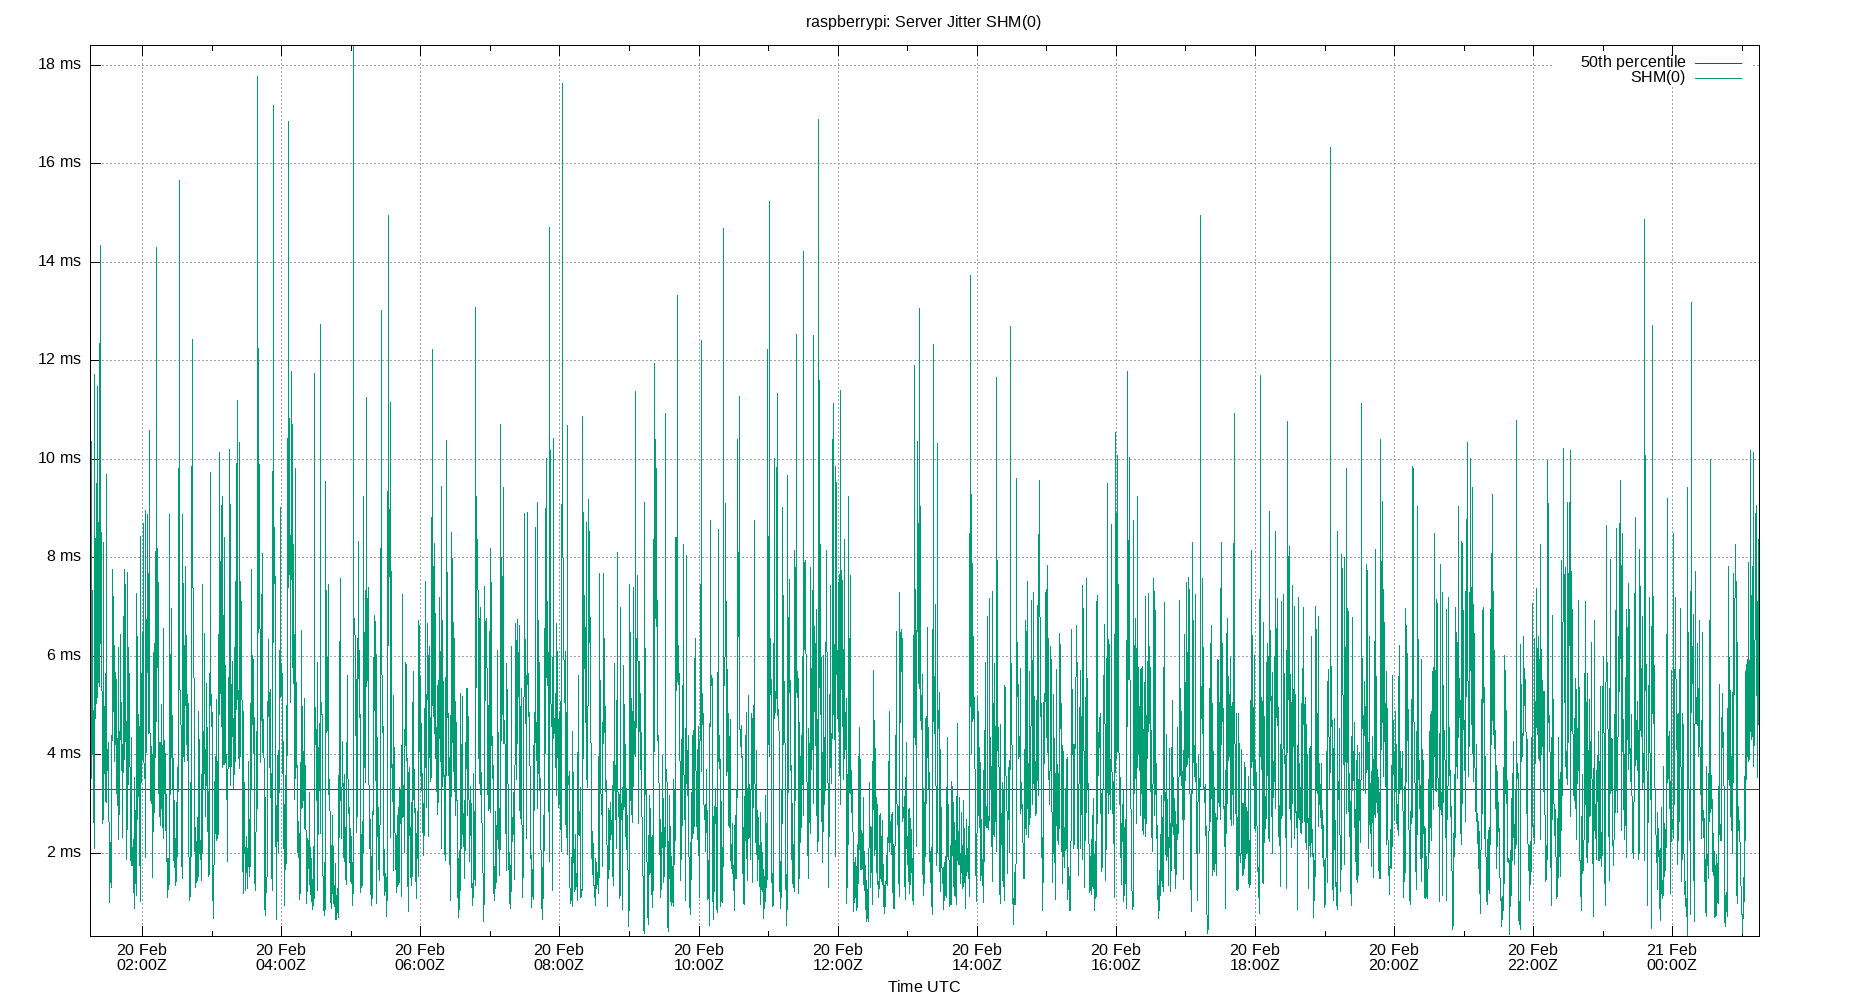 raspberrypi: Server Jitter SHM(0)
18 ms
16 ms
14 ms
12 ms
10 ms
8 ms
6 ms
4 ms
2 ms
50th percentile
SHM(0)
20 Feb 20 Feb 20 Feb 20 Feb 20 Feb 20 Feb 20 Feb 20 Feb 20 Feb 20 Feb 20 Feb 21 Feb
02:00Z 04:00Z 06:00Z 08:00Z 10:00Z 12:00Z 14:00Z 16:00Z 18:00Z 20:00Z 22:00Z 00:00Z
Time UTC